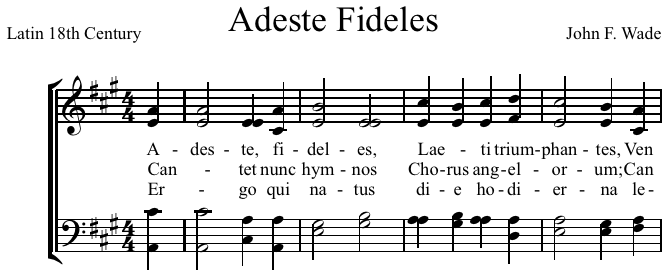 Adeste Fideles
Latin 18th Century John F. Wade
A - des - te, fi - del - es, Lae - ti trium-phan - tes, Ven
Can - tet nunc hym - nos Cho-rus ang-el - or - um;Can
Er - go qui na - tus di - e ho-di - er - na le-